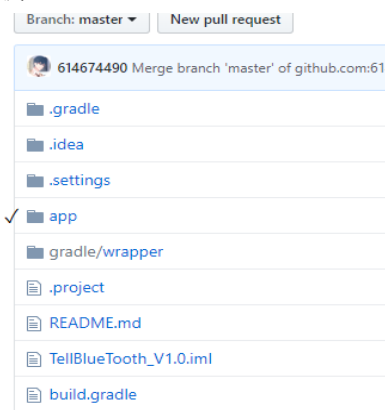 Branch: master New pull request
614674490 Merge branch 'master' of github.com:61
.gradle
.idea
.settings
✓ app
gradle/wrapper
.project
README.md
TellBlueTooth_V1.0.iml
build.gradle